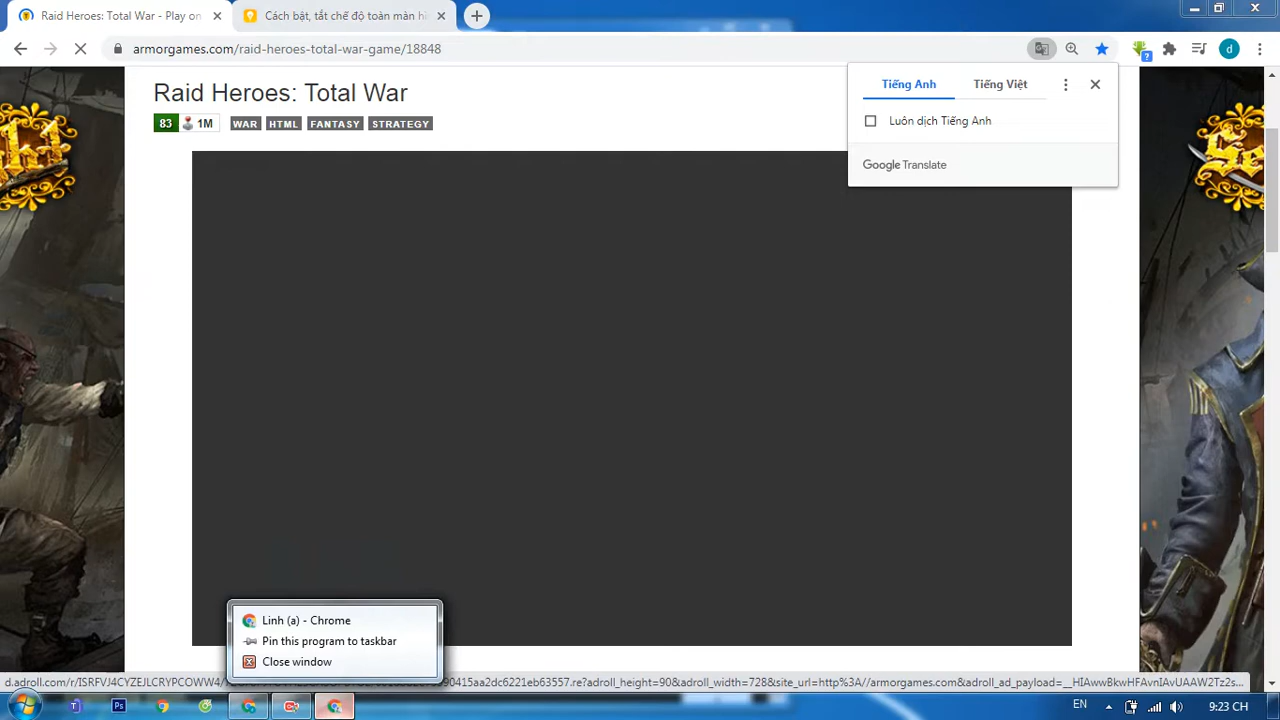 Raid Heroes: Total War - Play on
Cách bật, tắt chế độ toàn màn hì
armorgames.com/raid-heroes-total-war-game/18848
d
Raid Heroes: Total War
83 1M WAR HTML FANTASY STRATEGY
Tiếng Anh Tiếng Việt
Luôn dịch Tiếng Anh
Google Translate
Linh (a) - Chrome
Pin this program to taskbar
Close window
Ps
EN
9:23 CH